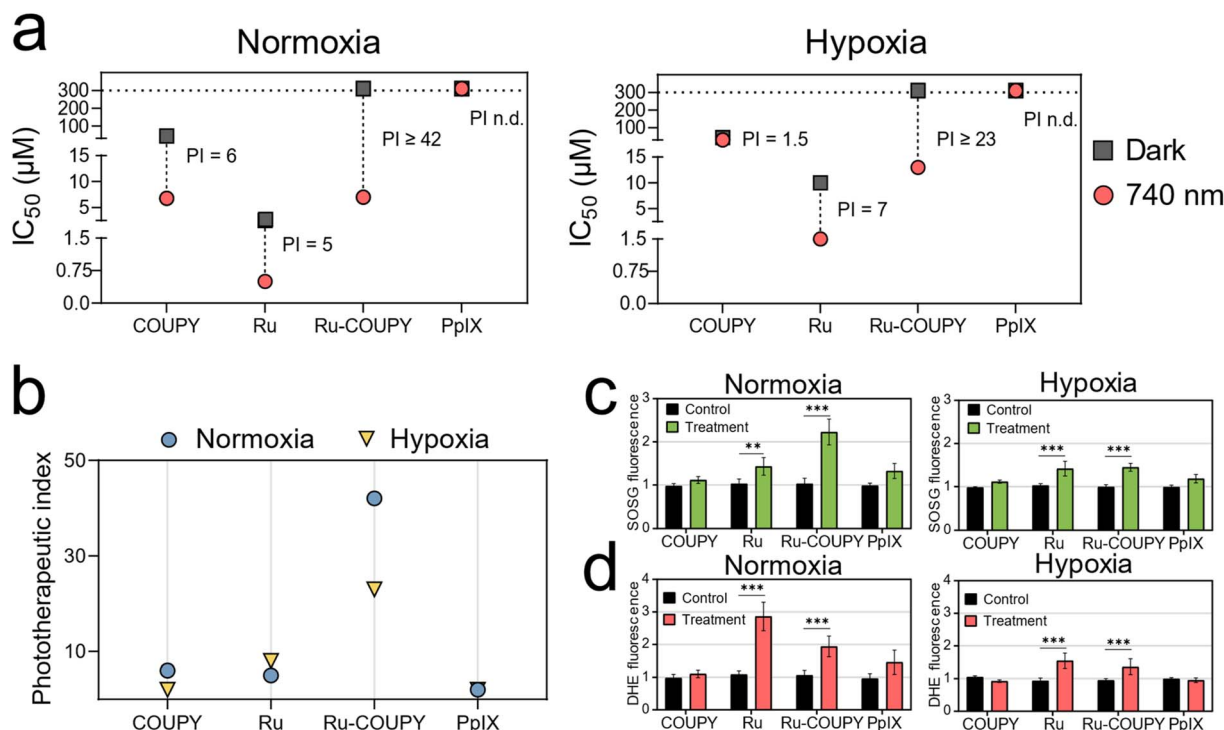 a
Normoxia
Hypoxia
IC50 (µM)
300
200
100
15
10
5
1.5
0.75
0.0
PI = 6
PI = 5
PI ≥ 42
PI n.d.
COUPY Ru Ru-COUPY PpIX
IC50 (µM)
300
200
100
15
10
5
1.5
0.75
0.0
PI = 1.5
PI = 7
PI ≥ 23
PI n.d.
COUPY Ru Ru-COUPY PpIX
Dark
740 nm
b
Normoxia Hypoxia
Phototherapeutic index
50
30
10
COUPY Ru Ru-COUPY PpIX
c
Normoxia
SOSG fluorescence
3
2
1
0
Control
Treatment
**
***
COUPY Ru Ru-COUPY PpIX
Hypoxia
SOSG fluorescence
3
2
1
0
Control
Treatment
***
***
COUPY Ru Ru-COUPY PpIX
d
Normoxia
DHE fluorescence
4
3
2
1
0
Control
Treatment
***
***
COUPY Ru Ru-COUPY PpIX
Hypoxia
DHE fluorescence
4
3
2
1
0
Control
Treatment
***
***
COUPY Ru Ru-COUPY PpIX